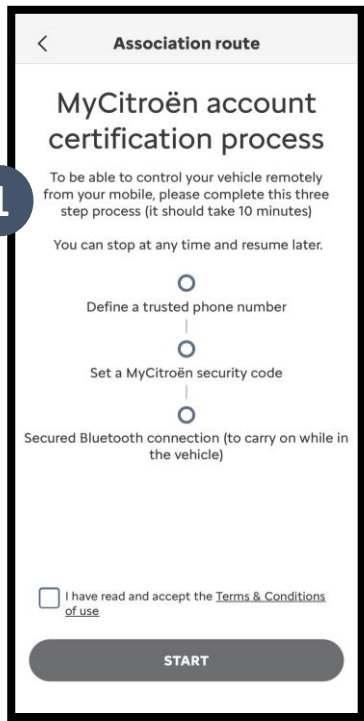 Association route
MyCitroën account
certification process
1
To be able to control your vehicle remotely
from your mobile, please complete this three
step process (it should take 10 minutes)
You can stop at any time and resume later.
Define a trusted phone number
Set a MyCitroën security code
Secured Bluetooth connection (to carry on while in
the vehicle)
I have read and accept the Terms & Conditions
of use
START